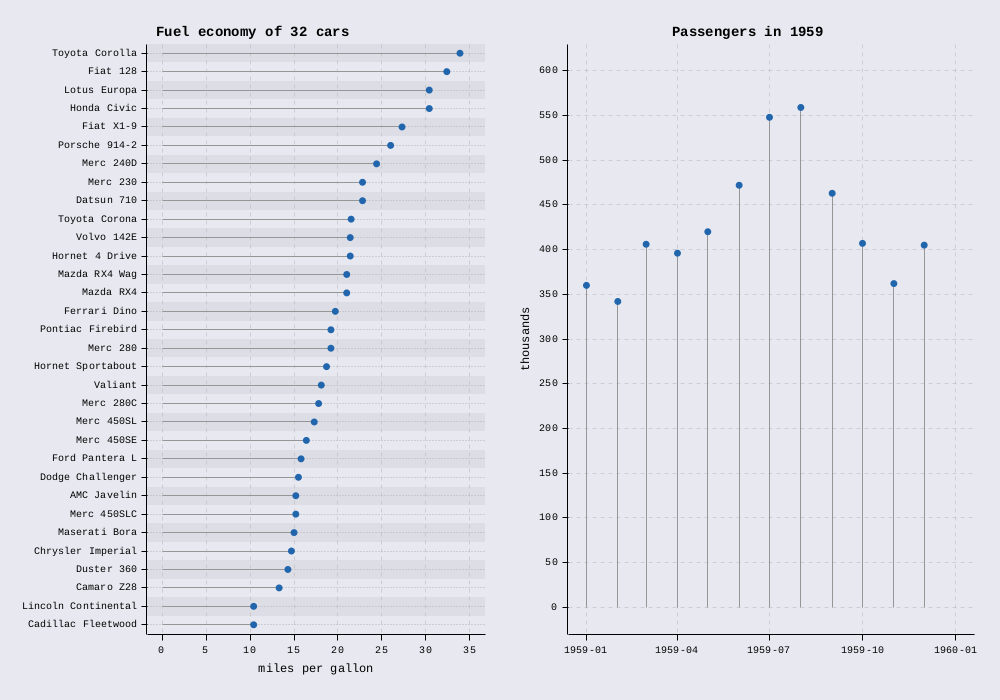 Fuel economy of 32 cars
Toyota Corolla
Fiat 128
Lotus Europa
Honda Civic
Fiat X1-9
Porsche 914-2
Merc 240D
Merc 230
Datsun 710
Toyota Corona
Volvo 142E
Hornet 4 Drive
Mazda RX4 Wag
Mazda RX4
Ferrari Dino
Pontiac Firebird
Merc 280
Hornet Sportabout
Valiant
Merc 280C
Merc 450SL
Merc 450SE
Ford Pantera L
Dodge Challenger
AMC Javelin
Merc 450SLC
Maserati Bora
Chrysler Imperial
Duster 360
Camaro Z28
Lincoln Continental
Cadillac Fleetwood
0 5 10 15 20 25 30 35
miles per gallon
Passengers in 1959
thousands
600
550
500
450
400
350
300
250
200
150
100
50
0
1959-01 1959-04 1959-07 1959-10 1960-01